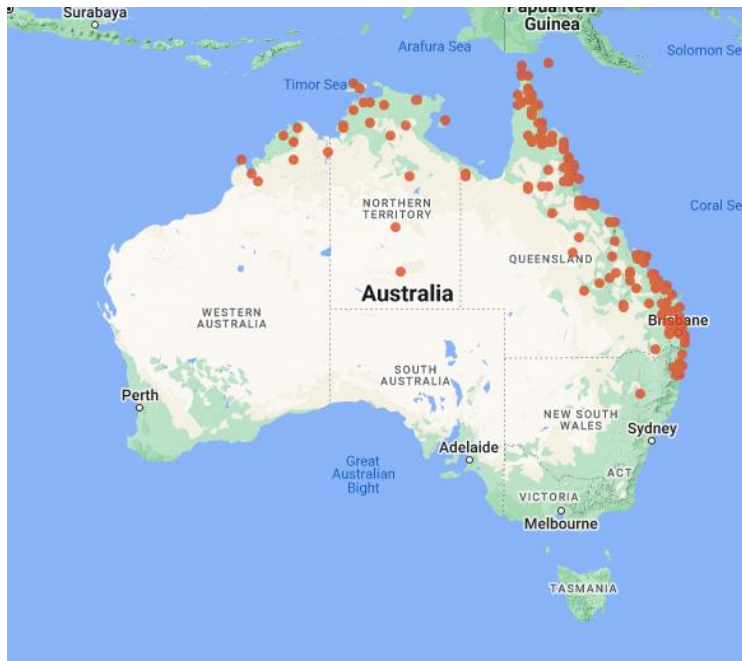 Surabaya
Papua New
Guinea
Arafura Sea
Solomon Se
Timor Sea
Coral Se
NORTHERN
TERRITORY
QUEENSLAND
Australia
WESTERN
AUSTRALIA
Brisbane
SOUTH
AUSTRALIA
Perth
NEW SOUTH
WALES
Sydney
Adelaide
Great
Australian
Bight
ACT
VICTORIA
Melbourne
TASMANIA